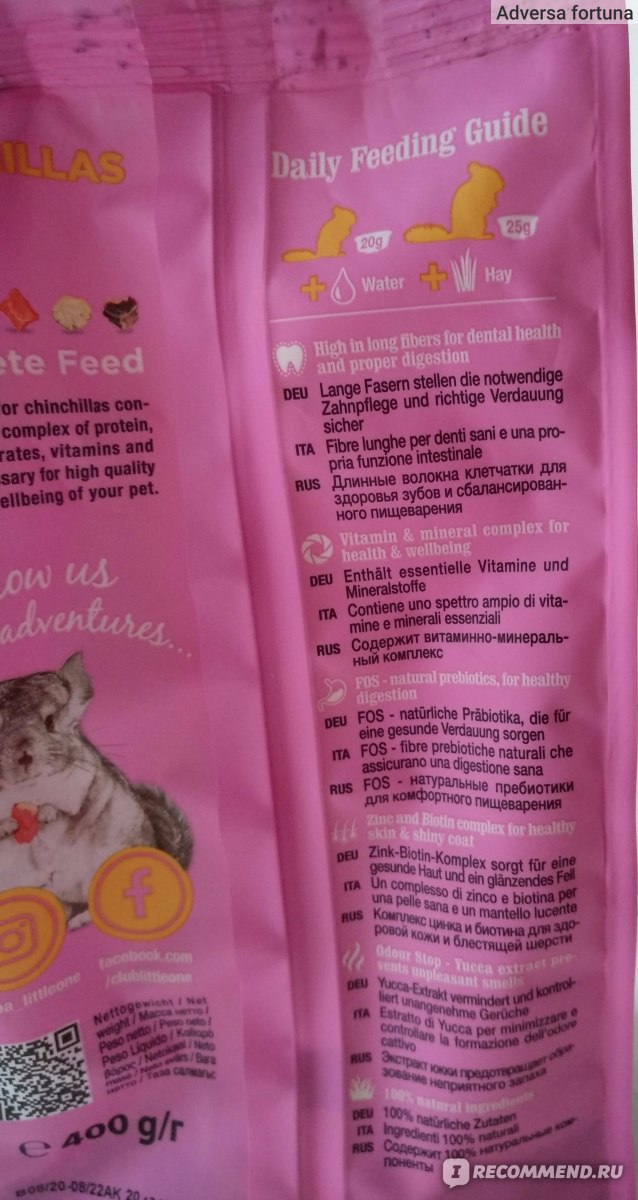 Adversa fortuna
ILLAS
ete Feed
or chinchillas con-
complex of protein,
rates, vitamins and
sary for high quality
ellbeing of your pet.
ow us
adventures...
facebook.com
/clublittleone
a_littleone
Nettogewicht / Net
weight / Масса нетто /
Peso netto / Peso neto /
Peso Líquido /
/ Neto
/ Bara
нетто / Таза салмағы:
e 400 g/r
20
Daily Feeding Guide
20g
25g
+ Water + Hay
High in long fibers for dental health
and proper digestion
DEU Lange Fasern stellen die notwendige
Zahnpflege und richtige Verdauung
sicher
ITA Fibre lunghe per denti sani e una pro-
pria funzione intestinale
RUS Длинные волокна клетчатки для
здоровья зубов и сбалансирован-
ного пищеварения
Vitamin & mineral complex for
health & wellbeing
DEU Enthält essentielle Vitamine und
Mineralstoffe
ITA Contiene uno spettro ampio di vita-
mine e minerali essenziali
RUS Содержит витаминно-минераль-
ный комплекс
FOS - natural prebiotics, for healthy
digestion
DEU FOS - natürliche Präbiotika, die für
eine gesunde Verdauung sorgen
ITA FOS - fibre prebiotiche naturali che
assicurano una digestione sana
RUS FOS - натуральные пребиотики
для комфортного пищеварения
Zinc and Biotin complex for healthy
skin & shiny coat
DEU Zink-Biotin-Komplex sorgt für eine
gesunde Haut und ein glänzendes Fell
ITA Un complesso di zinco e biotina per
una pelle sana e un mantello lucente
RUS Комплекс цинка и биотина для здо-
ровой кожи и блестящей шерсти
Odour Stop - Yucca extract pre-
vents unpleasant smells
DEU Yucca-Extrakt vermindert und kontrol-
liert unangenehme Gerüche
ITA Estratto di Yucca per minimizzare e
controllare la formazione dell'odore
cattivo
RUS Экстракт юкки предотвращает обра-
зование неприятного запаха
100% natural ingredients
DEU 100% natürliche Zutaten
ITA Ingredienti 100% naturali
RUS Содержит 100% натуральные ком-
поненты
IRECOMMEND.RU